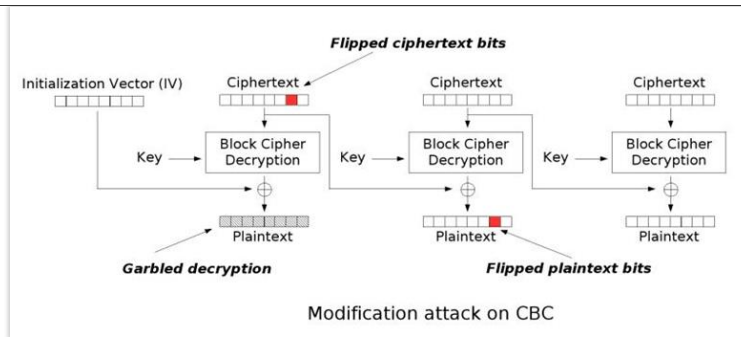 Flipped ciphertext bits
Initialization Vector (IV)
Ciphertext
Ciphertext
Ciphertext
Key
Block Cipher
Decryption
Key
Block Cipher
Decryption
Key
Block Cipher
Decryption
Plaintext
Plaintext
Plaintext
Garbled decryption
Flipped plaintext bits
Modification attack on CBC